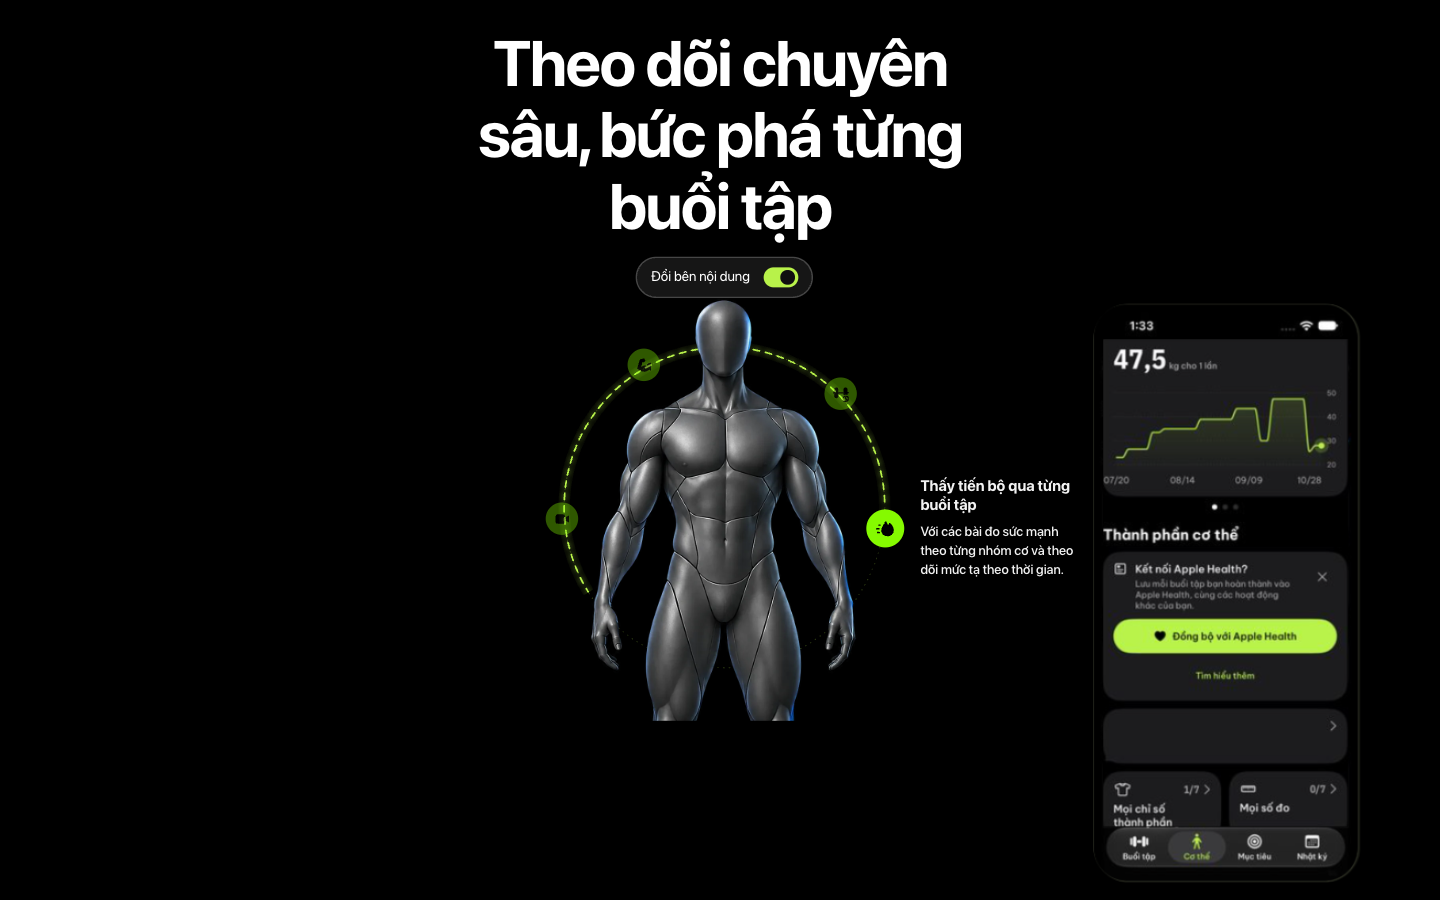 Theo dõi chuyên
sâu, bức phá từng
buổi tập
Đổi bên nội dung
Thấy tiến bộ qua từng
buổi tập
Với các bài đo sức mạnh
theo từng nhóm cơ và theo
dõi mức tạ theo thời gian.
1:33
47,5 kg cho 1 lần
50
40
30
20
07/20 08/14 09/09 10/28
Thành phần cơ thể
Kết nối Apple Health?
Lưu mỗi buổi tập bạn hoàn thành vào
Apple Health, cùng các hoạt động
khác của bạn.
Đồng bộ với Apple Health
Tìm hiểu thêm
1/7
Mọi chỉ số
thành phần
0/7
Mọi số đo
Buổi tập Cơ thể Mục tiêu Nhật ký